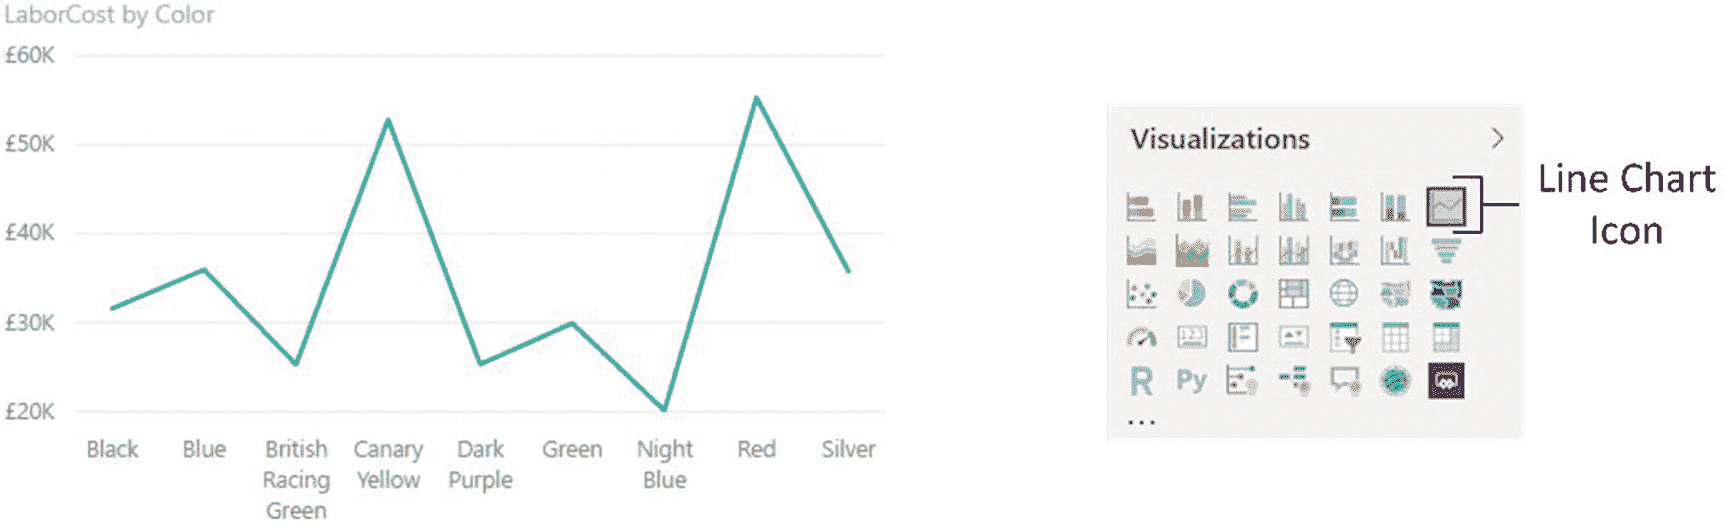 LaborCost by Color
£60K
£50K
£40K
£30K
£20K
Black
Blue
British
Racing
Green
Canary
Yellow
Dark
Purple
Green
Night
Blue
Red
Silver
Visualizations
123
R
Py
...
Line Chart
Icon